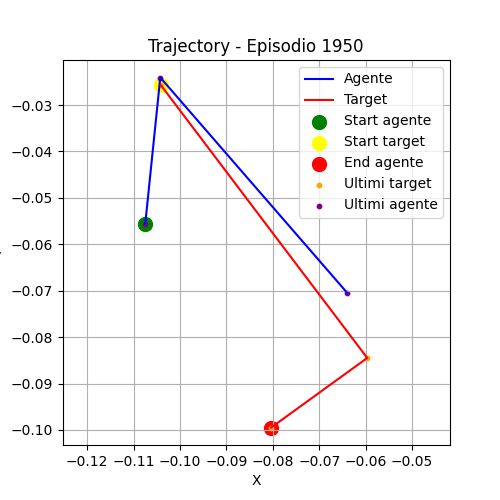 Trajectory - Episodio 1950
Agente
Target
Start agente
Start target
End agente
Ultimi target
Ultimi agente
−0.03
−0.04
−0.05
−0.06
−0.07
−0.08
−0.09
−0.10
−0.12 −0.11 −0.10 −0.09 −0.08 −0.07 −0.06 −0.05
X